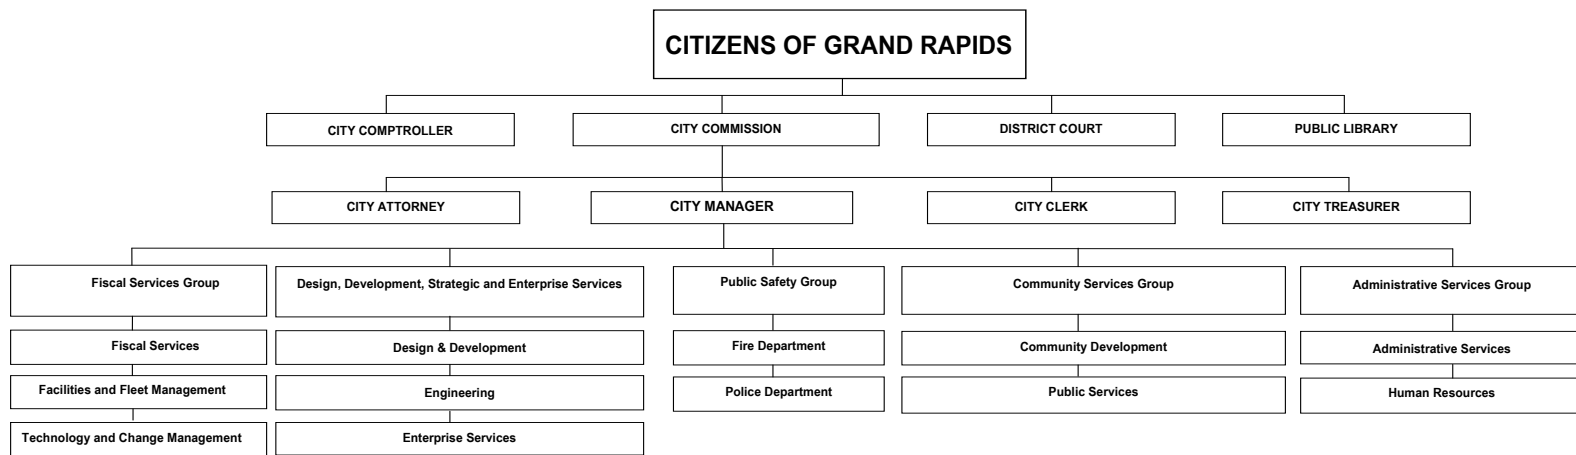 CITIZENS OF GRAND RAPIDS
CITY COMPTROLLER
CITY COMMISSION
DISTRICT COURT
PUBLIC LIBRARY
CITY ATTORNEY
CITY MANAGER
CITY CLERK
CITY TREASURER
Fiscal Services Group
Design, Development, Strategic and Enterprise Services
Public Safety Group
Community Services Group
Administrative Services Group
Fiscal Services
Design & Development
Fire Department
Community Development
Administrative Services
Facilities and Fleet Management
Engineering
Police Department
Public Services
Human Resources
Technology and Change Management
Enterprise Services